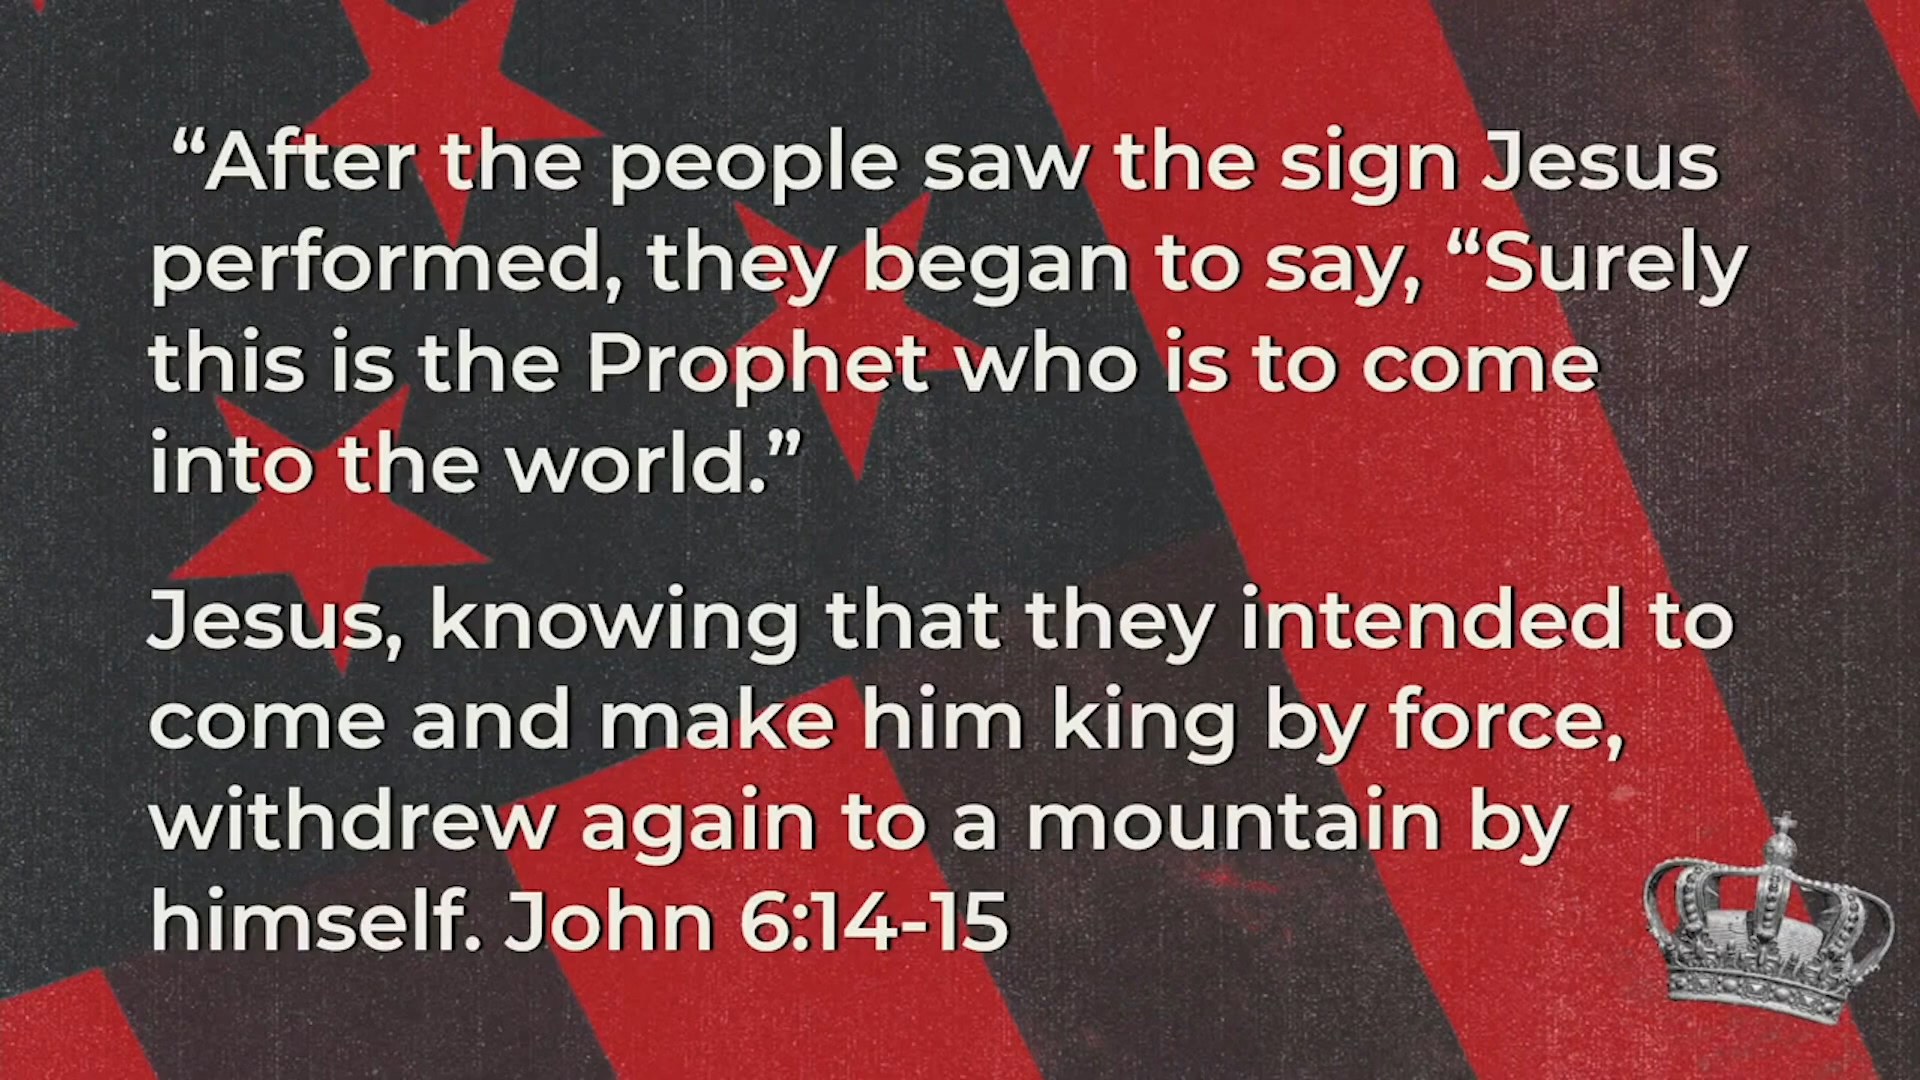 “After the people saw the sign Jesus
performed, they began to say, “Surely
this is the Prophet who is to come
into the world.”
Jesus, knowing that they intended to
come and make him king by force,
withdrew again to a mountain by
himself. John 6:14-15